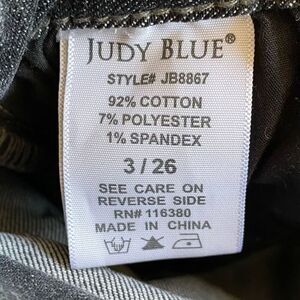 JUDY BLUE®
STYLE# JB8867
92% COTTON
7% POLYESTER
1% SPANDEX
3 / 26
SEE CARE ON
REVERSE SIDE
RN# 116380
MADE IN CHINA